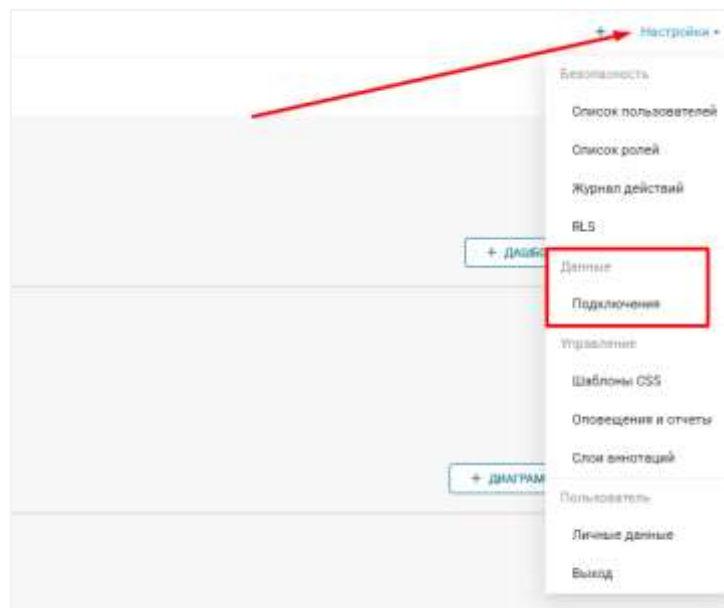 + Настройки
Безопасность
Список пользователей
Список ролей
Журнал действий
RLS
+ ДАШБО
Данные
Подключения
Управление
Шаблоны CSS
Оповещения и отчеты
Слои аннотаций
+ ДИАГРАМ
Пользователь
Личные данные
Выход